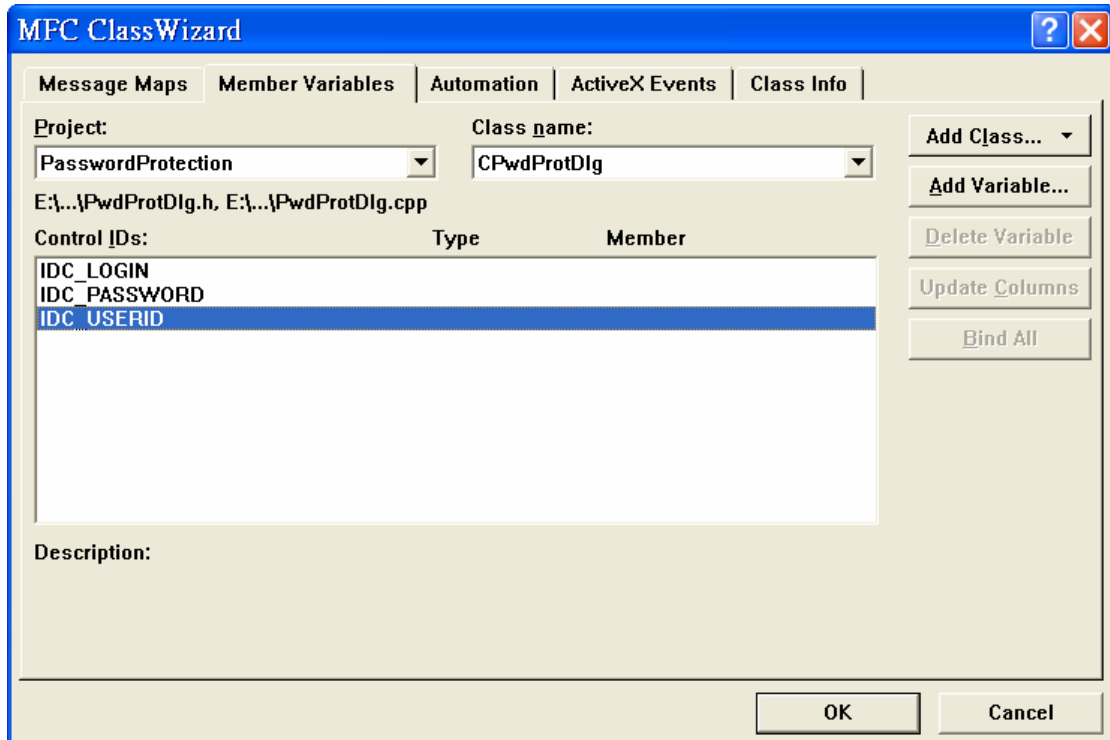 MFC ClassWizard
Message Maps Member Variables Automation ActiveX Events Class Info
Project: Class name:
PasswordProtection CPwdProtDlg
E:\...\PwdProtDlg.h, E:\...\PwdProtDlg.cpp
Control IDs: Type Member
IDC_LOGIN
IDC_PASSWORD
IDC_USERID
Description:
Add Class...
Add Variable...
Delete Variable
Update Columns
Bind All
OK Cancel